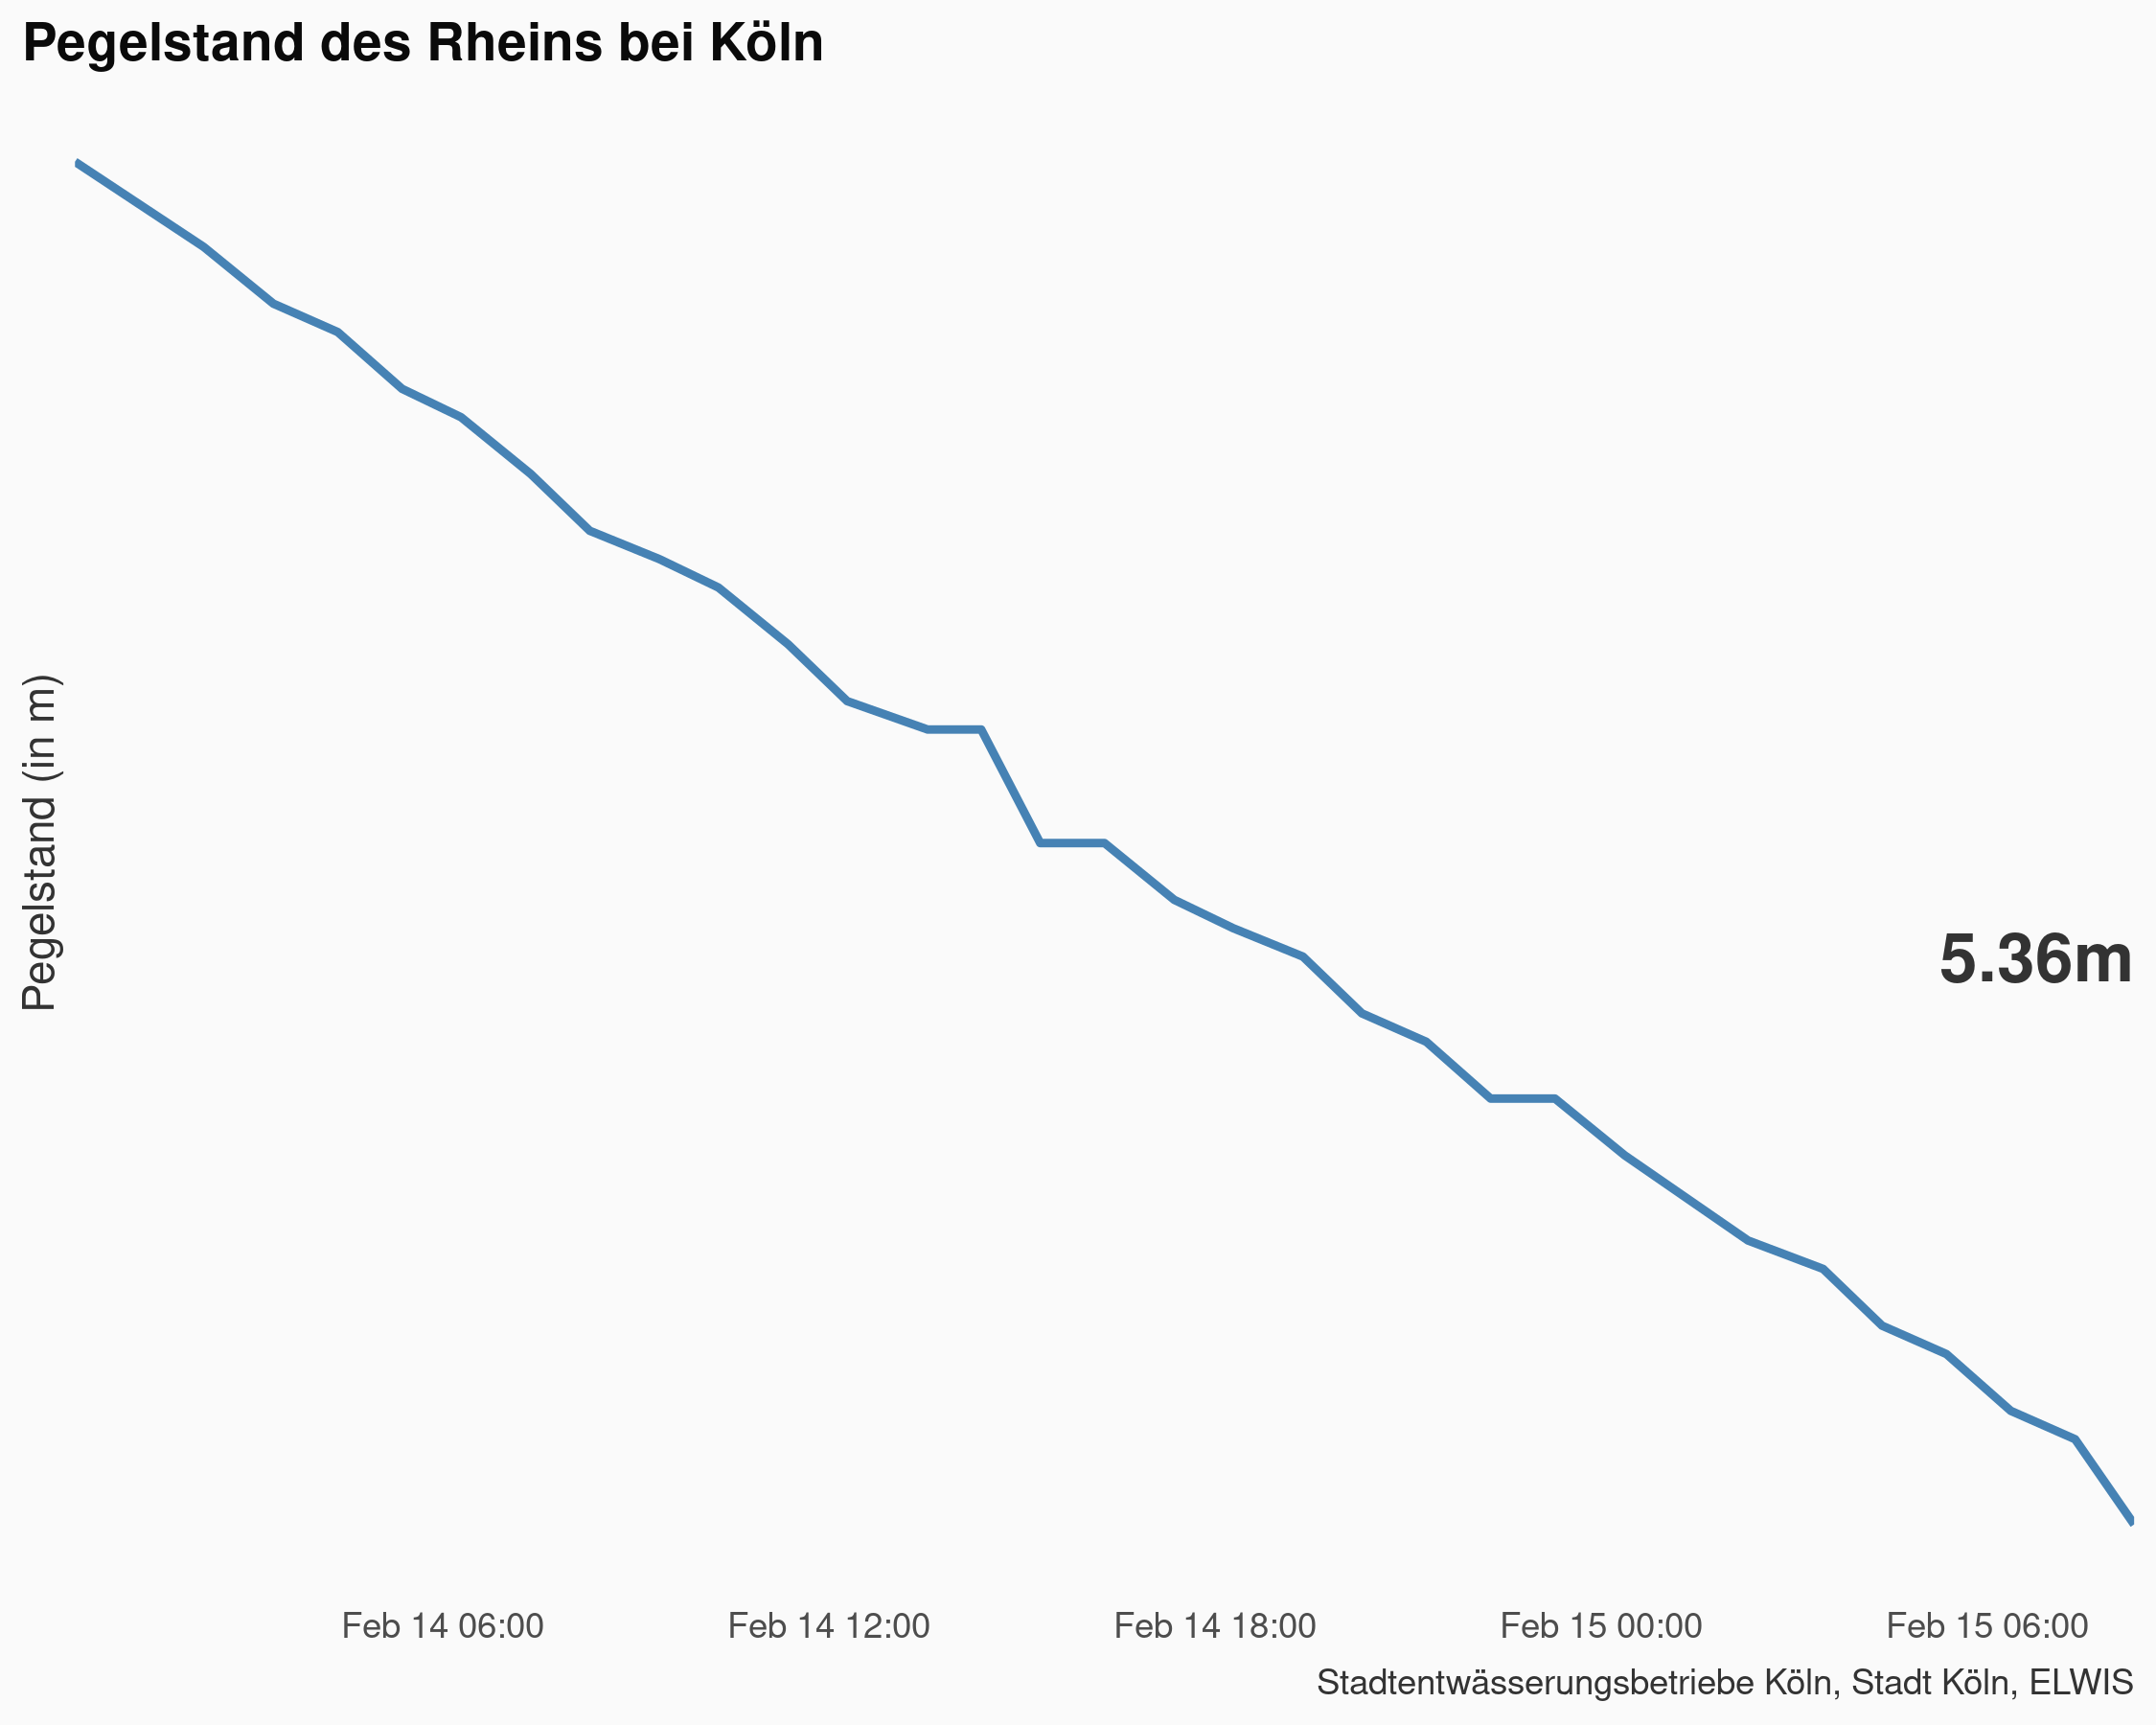 Pegelstand des Rheins bei Köln
Pegelstand (in m)
5.36m
Feb 14 06:00 Feb 14 12:00 Feb 14 18:00 Feb 15 00:00 Feb 15 06:00
Stadtentwässerungsbetriebe Köln, Stadt Köln, ELWIS